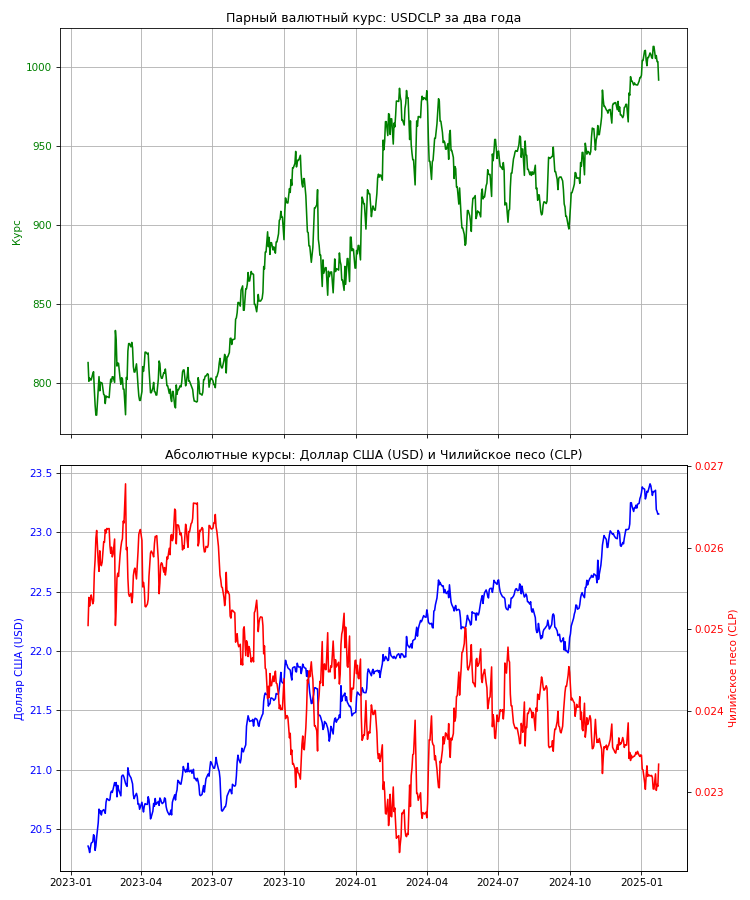 Парный валютный курс: USDCLP за два года
1000
950
900
850
800
Курс
Абсолютные курсы: Доллар США (USD) и Чилийское песо (CLP)
23.5
23.0
22.5
22.0
21.5
21.0
20.5
Доллар США (USD)
0.027
0.026
0.025
0.024
0.023
Чилийское песо (CLP)
2023-01 2023-04 2023-07 2023-10 2024-01 2024-04 2024-07 2024-10 2025-01